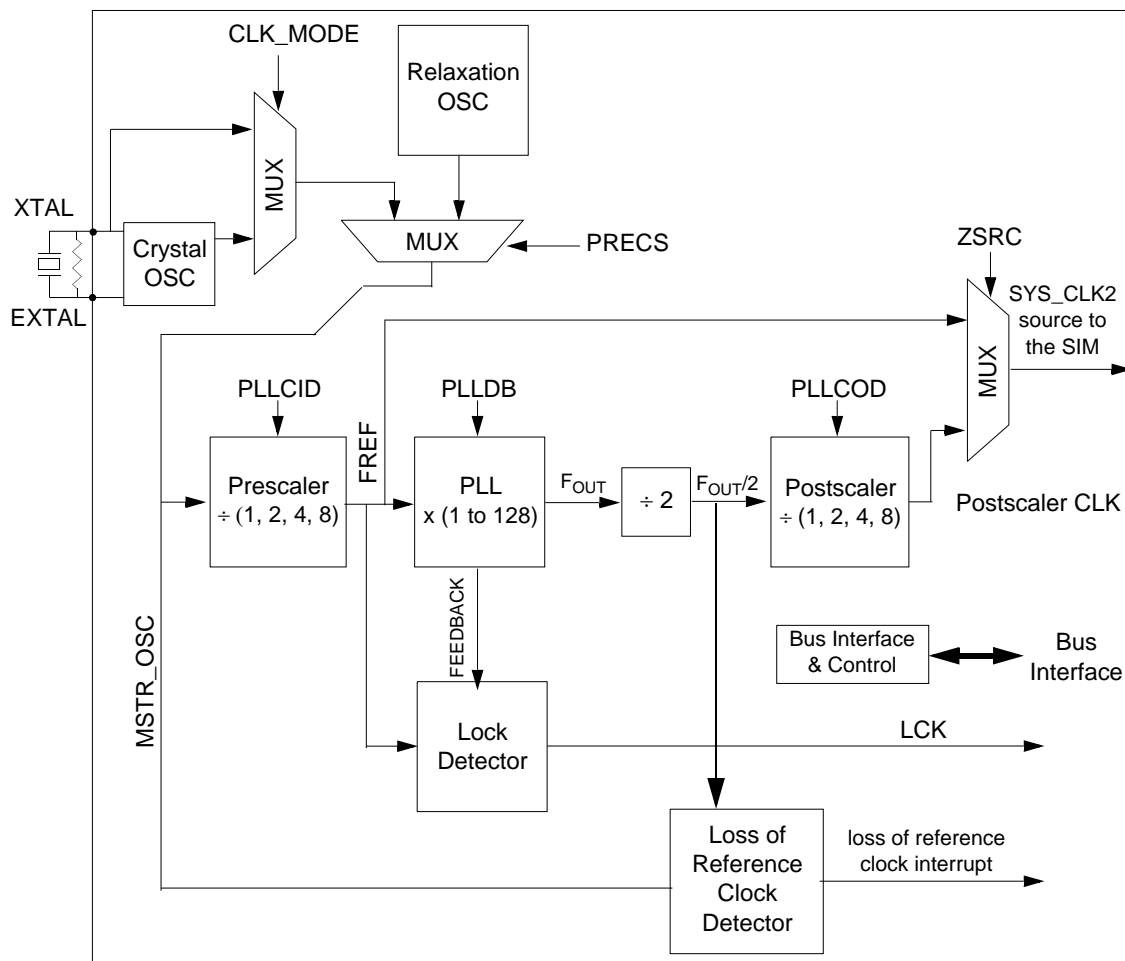 CLK_MODE
Relaxation
OSC
MUX
XTAL
Crystal
OSC
EXTAL
MUX
PRECS
ZSRC
SYS_CLK2
source to
the SIM
MUX
PLLCID
PLLDB
PLLCOD
FREF
Prescaler
÷ (1, 2, 4, 8)
PLL
x (1 to 128)
FOUT
÷ 2
FOUT/2
Postscaler
÷ (1, 2, 4, 8)
Postscaler CLK
MSTR_OSC
FEEDBACK
Bus Interface
& Control
Bus
Interface
Lock
Detector
LCK
Loss of
Reference
Clock
Detector
loss of reference
clock interrupt